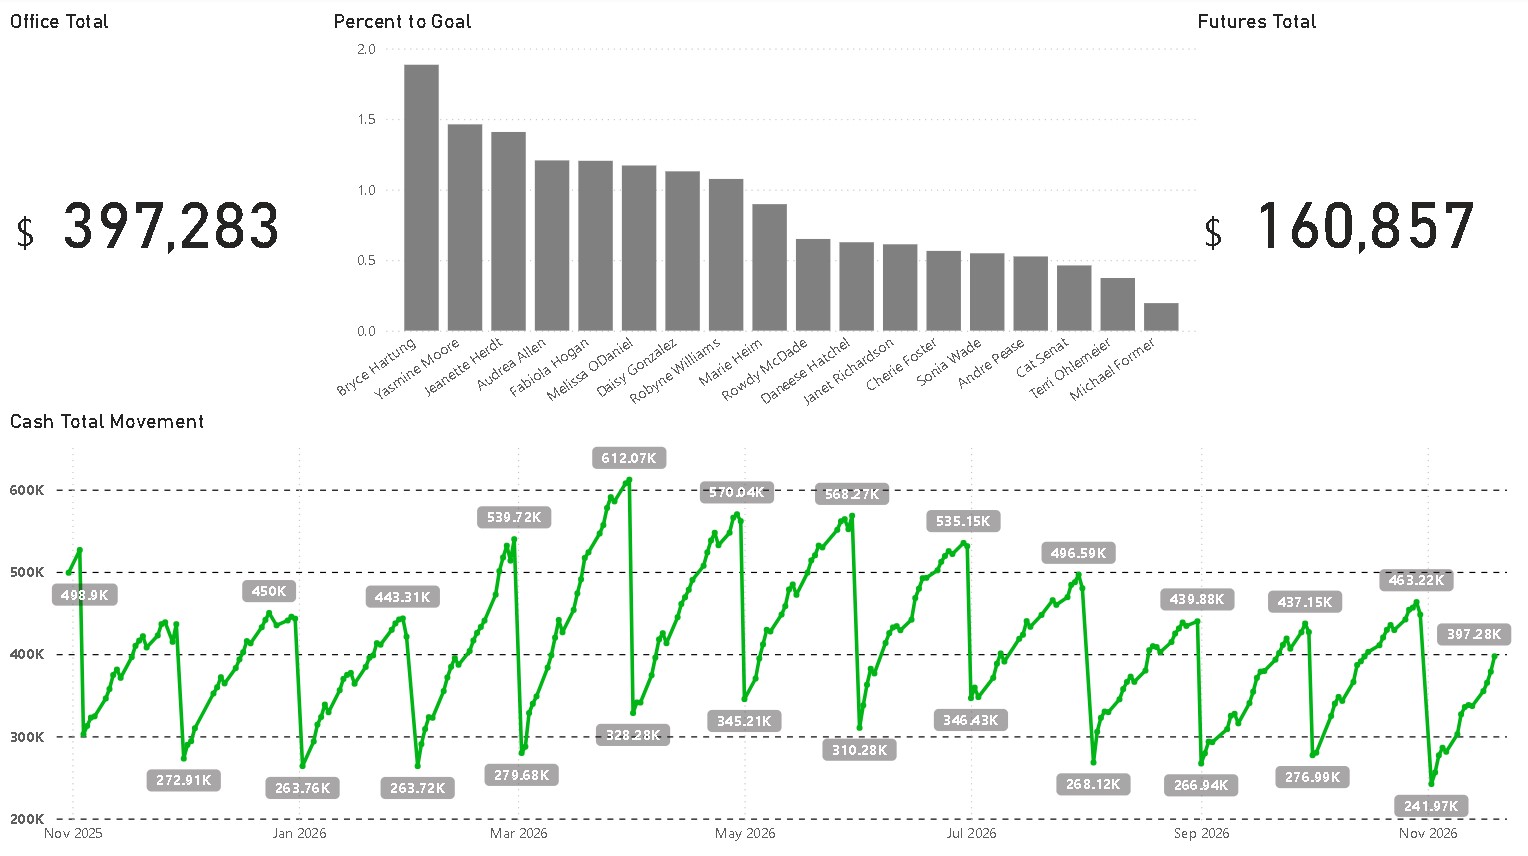 Office Total
Percent to Goal
Futures Total
2.0
1.5
1.0
0.5
0.0
$ 397,283
$ 160,857
Bryce Hartung
Yasmine Moore
Jeanette Herdt
Audrea Allen
Fabiola Hogan
Melissa ODaniel
Daisy Gonzalez
Robyne Williams
Marie Heim
Rowdy McDade
Daneese Hatchel
Janet Richardson
Cherie Foster
Sonia Wade
Andre Pease
Cat Senat
Terri Ohlemeier
Michael Former
Cash Total Movement
600K
500K
400K
300K
200K
498.9K
272.91K
450K
263.76K
443.31K
263.72K
539.72K
279.68K
612.07K
328.28K
570.04K
345.21K
568.27K
310.28K
535.15K
346.43K
496.59K
268.12K
439.88K
266.94K
437.15K
276.99K
463.22K
241.97K
397.28K
Nov 2025
Jan 2026
Mar 2026
May 2026
Jul 2026
Sep 2026
Nov 2026